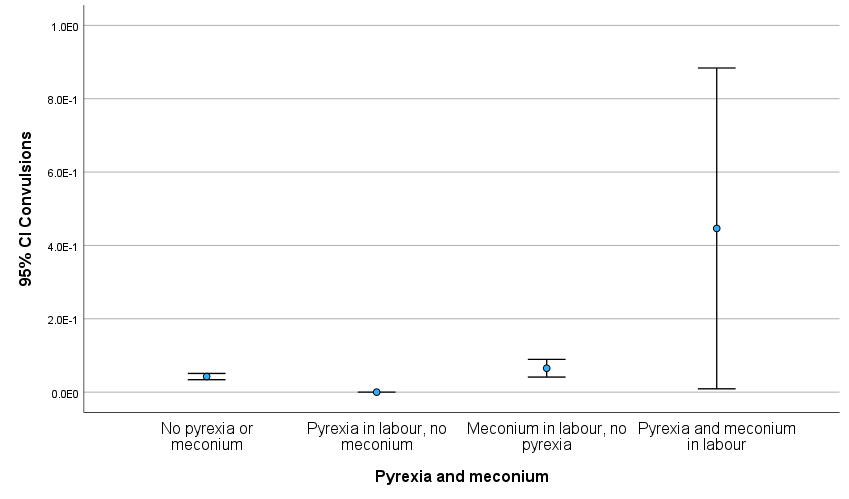 1.0E0
8.0E-1
6.0E-1
4.0E-1
2.0E-1
0.0E0
95% CI Convulsions
No pyrexia or
meconium
Pyrexia in labour, no
meconium
Meconium in labour, no
pyrexia
Pyrexia and meconium
in labour
Pyrexia and meconium